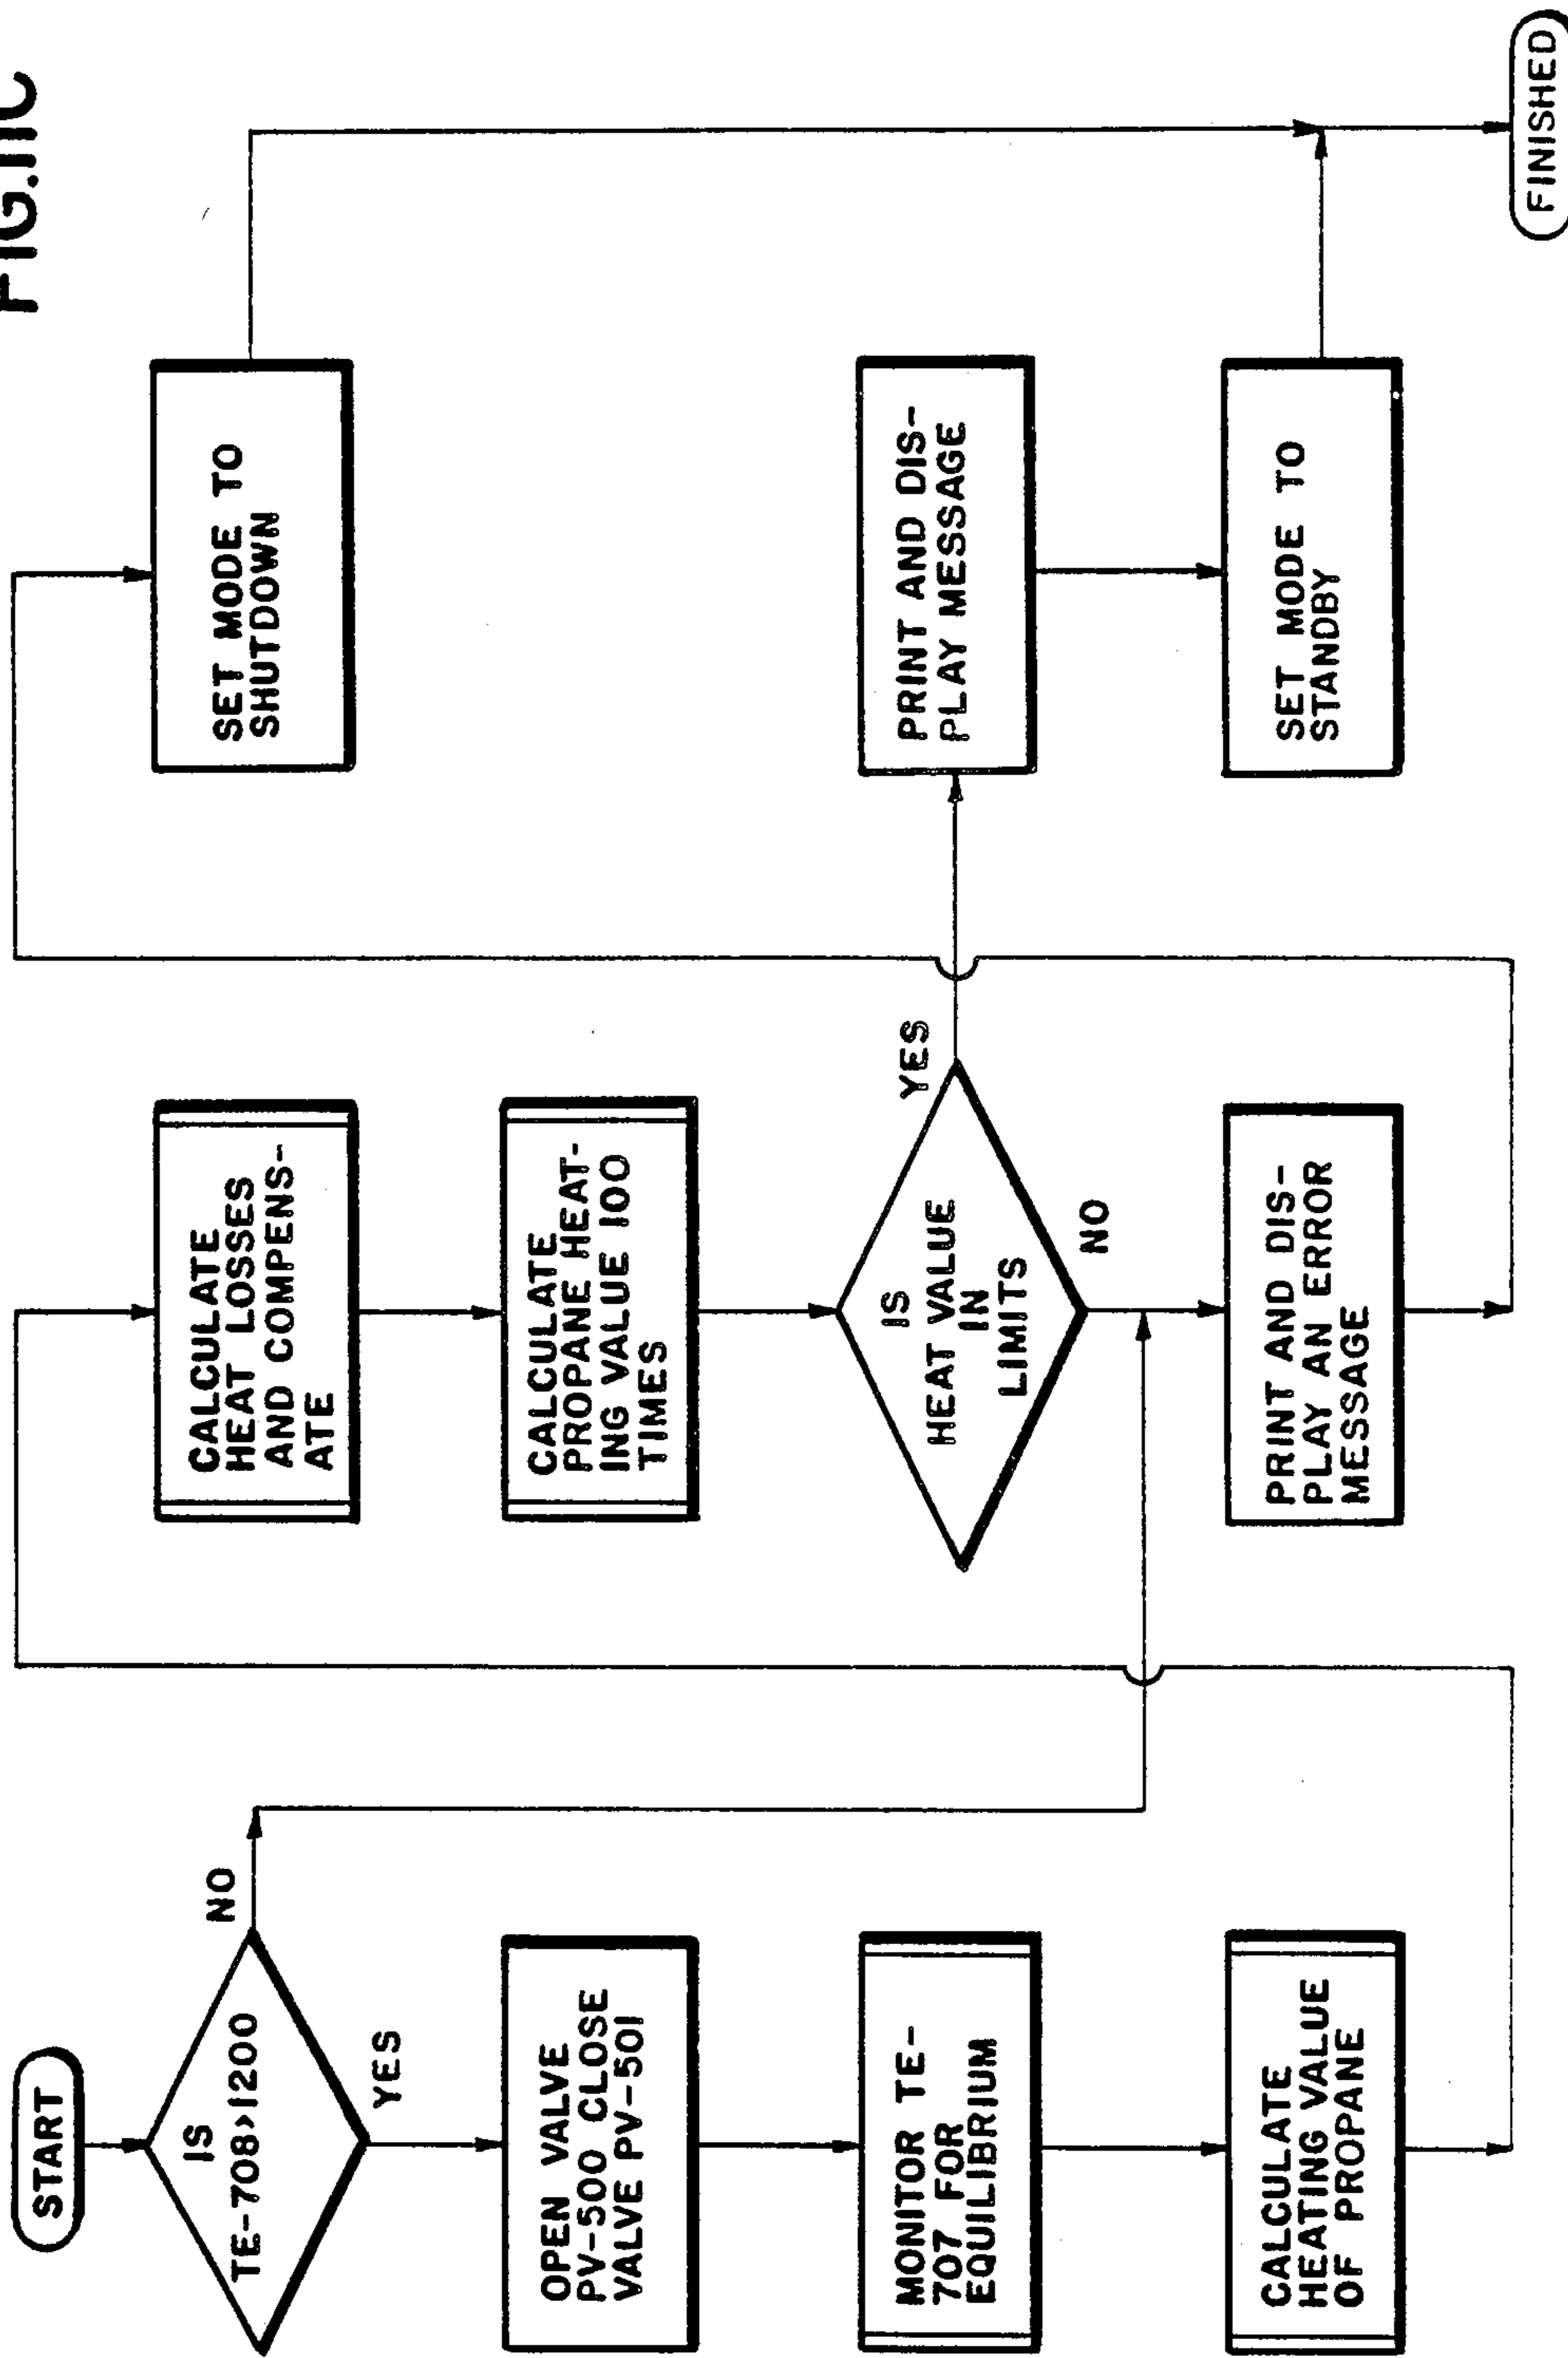 FIG.11C
START
IS
TE-708>1200
NO
YES
OPEN VALVE
PV-500 CLOSE
VALVE PV-501
MONITOR TE-
707 FOR
EQUILIBRIUM
CALCULATE
HEATING VALUE
OF PROPANE
CALCULATE
HEAT LOSSES
AND COMPENS-
ATE
CALCULATE
PROPANE HEAT-
ING VALUE 100
TIMES
IS
HEAT VALUE
IN
LIMITS
YES
NO
PRINT AND DIS-
PLAY AN ERROR
MESSAGE
SET MODE TO
SHUTDOWN
PRINT AND DIS-
PLAY MESSAGE
SET MODE TO
STANDBY
FINISHED